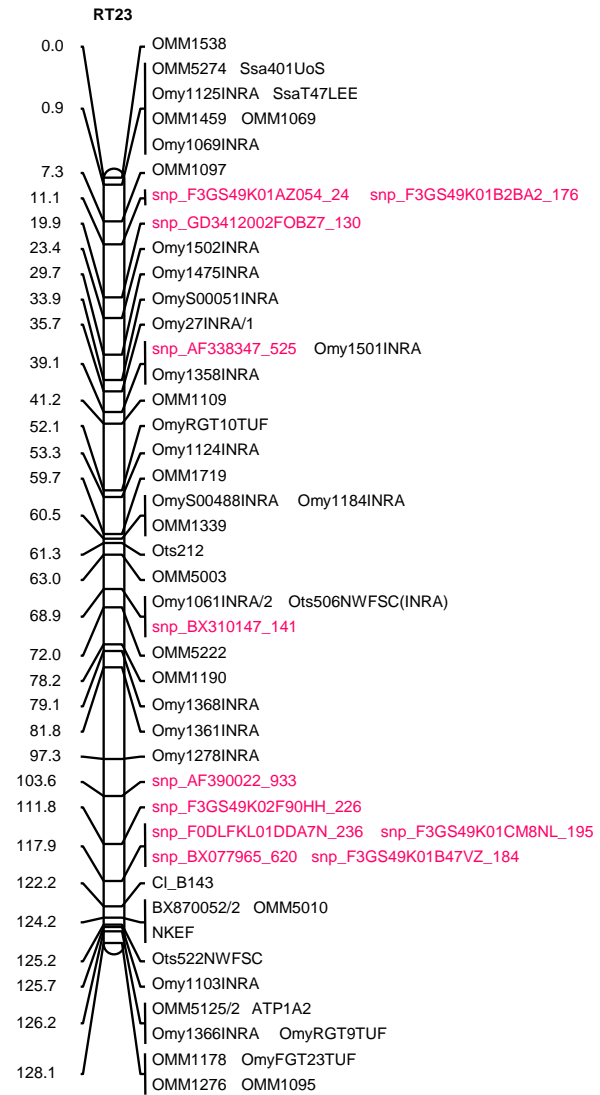 RT23
0.0 OMM1538
OMM5274 Ssa401UoS
Omy1125INRA SsaT47LEE
0.9 OMM1459 OMM1069
Omy1069INRA
7.3 OMM1097
11.1 snp_F3GS49K01AZ054_24 snp_F3GS49K01B2BA2_176
19.9 snp_GD3412002FOBZ7_130
23.4 Omy1502INRA
29.7 Omy1475INRA
33.9 OmyS00051INRA
35.7 Omy27INRA/1
snp_AF338347_525 Omy1501INRA
39.1 Omy1358INRA
41.2 OMM1109
52.1 OmyRGT10TUF
53.3 Omy1124INRA
59.7 OMM1719
OmyS00488INRA Omy1184INRA
60.5 OMM1339
61.3 Ots212
63.0 OMM5003
Omy1061INRA/2 Ots506NWFSC(INRA)
68.9 snp_BX310147_141
72.0 OMM5222
78.2 OMM1190
79.1 Omy1368INRA
81.8 Omy1361INRA
97.3 Omy1278INRA
103.6 snp_AF390022_933
111.8 snp_F3GS49K02F90HH_226
snp_F0DLFKL01DDA7N_236 snp_F3GS49K01CM8NL_195
117.9 snp_BX077965_620 snp_F3GS49K01B47VZ_184
122.2 Cl_B143
BX870052/2 OMM5010
124.2 NKEF
125.2 Ots522NWFSC
125.7 Omy1103INRA
OMM5125/2 ATP1A2
126.2 Omy1366INRA OmyRGT9TUF
OMM1178 OmyFGT23TUF
128.1 OMM1276 OMM1095